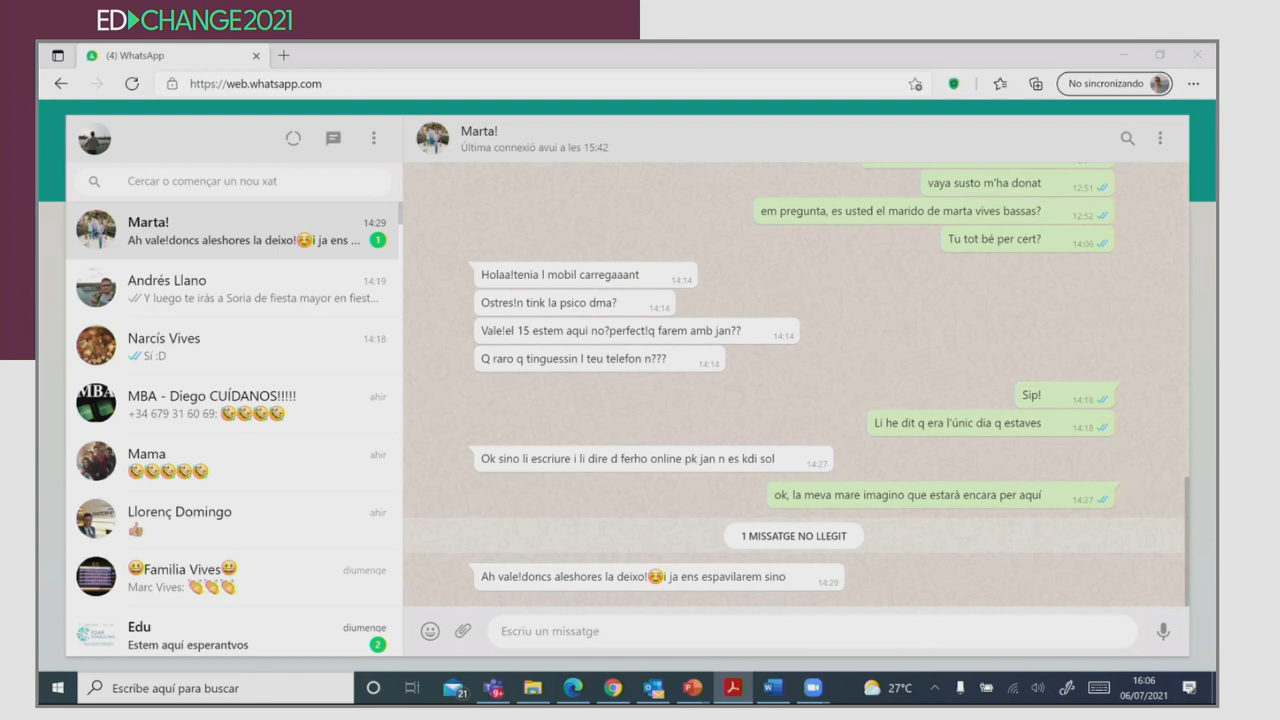 ED▶CHANGE2021
(4) WhatsApp
https://web.whatsapp.com
No sincronizando
Cercar o començar un nou xat
Marta!
14:29
Ah vale!doncs aleshores la deixo!☺️i ja ens ...
1
Andrés Llano
14:19
Y luego te irás a Soria de fiesta mayor en fiest...
Narcís Vives
14:18
Sí :D
MBA - Diego CUÍDANOS!!!!!
ahir
+34 679 31 60 69: 🤣🤣🤣🤣
Mama
ahir
🤣🤣🤣🤣🤣
Llorenç Domingo
ahir
👍🏼
😀Familia Vives😀
diumenge
Marc Vives: 👏👏👏
Edu
diumenge
Estem aquí esperantvos
2
Marta!
Última connexió avui a les 15:42
vaya susto m'ha donat
12:51
em pregunta, es usted el marido de marta vives bassas?
12:52
Tu tot bé per cert?
14:06
Holaa!tenia l mobil carregaaant
14:14
Ostres!n tink la psico dma?
14:14
Vale!el 15 estem aqui no?perfect!q farem amb jan??
14:14
Q raro q tinguessin l teu telefon n???
14:14
Sip!
14:18
Li he dit q era l'únic dia q estaves
14:18
Ok sino li escriure i li dire d ferho online pk jan n es kdi sol
14:27
ok, la meva mare imagino que estarà encara per aquí
14:27
1 MISSATGE NO LLEGIT
Ah vale!doncs aleshores la deixo!☺️i ja ens espavilarem sino
14:29
Escriu un missatge
Escribe aquí para buscar
21
9+
27°C
16:06
06/07/2021